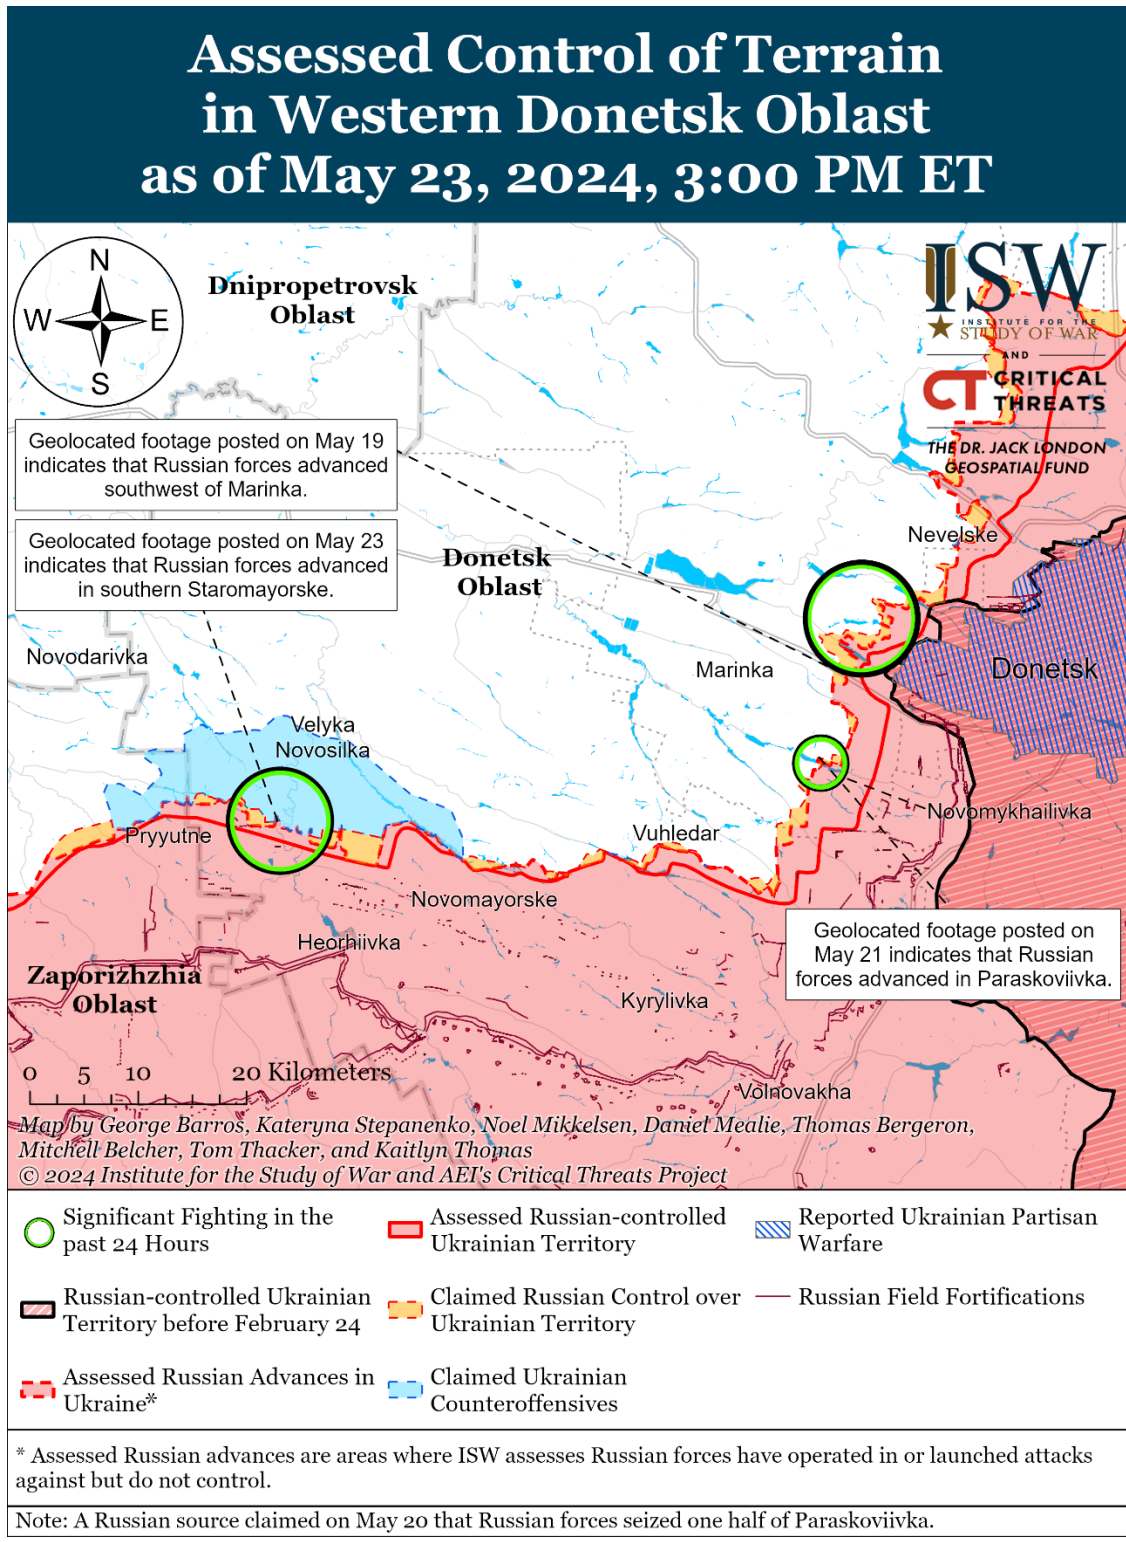 Assessed Control of Terrain
in Western Donetsk Oblast
as of May 23, 2024, 3:00 PM ET
N
W
E
S
Dnipropetrovsk
Oblast
ISW
INSTITUTE FOR THE
STUDY OF WAR
AND
CT CRITICAL
THREATS
THE DR. JACK LONDON
GEOSPATIAL FUND
Geolocated footage posted on May 19
indicates that Russian forces advanced
southwest of Marinka.
Geolocated footage posted on May 23
indicates that Russian forces advanced
in southern Staromayorske.
Nevelske
Donetsk
Oblast
Novodarivka
Marinka
Donetsk
Velyka
Novosilka
Pryyutne
Vuhledar
Novomykhailivka
Novomayorske
Geolocated footage posted on
May 21 indicates that Russian
forces advanced in Paraskoviivka.
Heorhiivka
Zaporizhzhia
Oblast
Kyrylivka
Volnovakha
0 5 10 20 Kilometers
Map by George Barros, Kateryna Stepanenko, Noel Mikkelsen, Daniel Mealie, Thomas Bergeron,
Mitchell Belcher, Tom Thacker, and Kaitlyn Thomas
© 2024 Institute for the Study of War and AEI's Critical Threats Project
Significant Fighting in the
past 24 Hours
Assessed Russian-controlled
Ukrainian Territory
Reported Ukrainian Partisan
Warfare
Russian-controlled Ukrainian
Territory before February 24
Claimed Russian Control over
Ukrainian Territory
Russian Field Fortifications
Assessed Russian Advances in
Ukraine*
Claimed Ukrainian
Counteroffensives
* Assessed Russian advances are areas where ISW assesses Russian forces have operated in or launched attacks
against but do not control.
Note: A Russian source claimed on May 20 that Russian forces seized one half of Paraskoviivka.